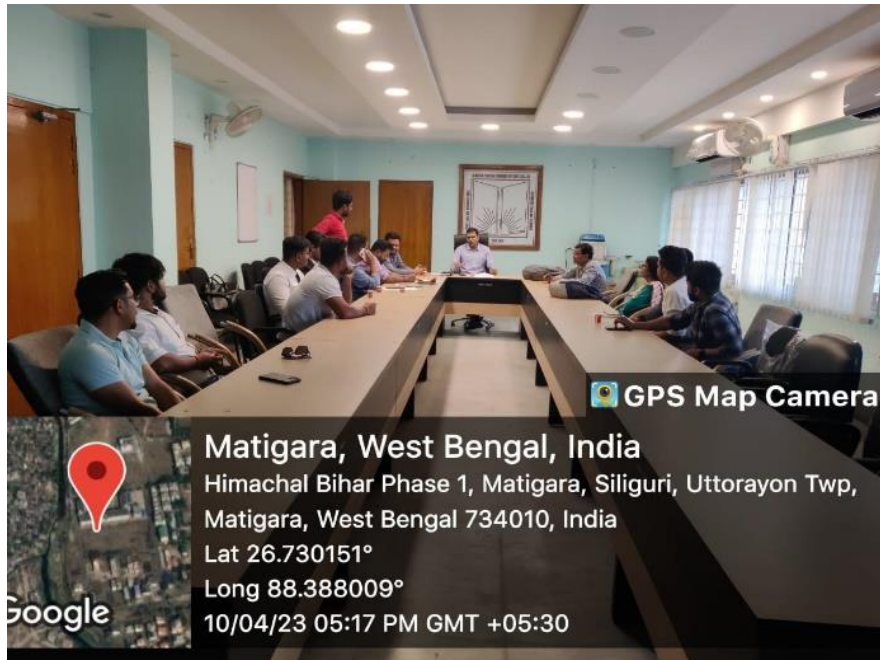 GPS Map Camera
Matigara, West Bengal, India
Himachal Bihar Phase 1, Matigara, Siliguri, Uttorayon Twp,
Matigara, West Bengal 734010, India
Lat 26.730151°
Long 88.388009°
10/04/23 05:17 PM GMT +05:30
Google